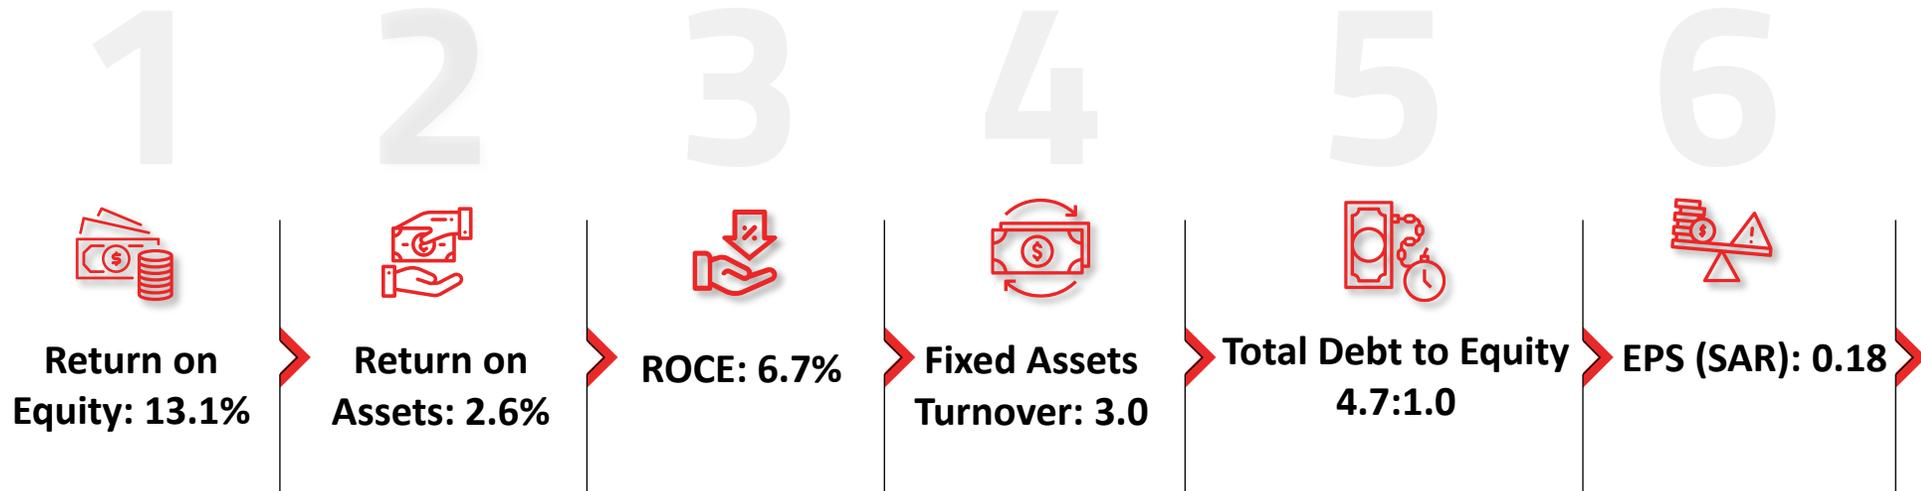 1
2
3
4
5
6
Return on
Equity: 13.1%
Return on
Assets: 2.6%
ROCE: 6.7%
Fixed Assets
Turnover: 3.0
Total Debt to Equity
4.7:1.0
EPS (SAR): 0.18